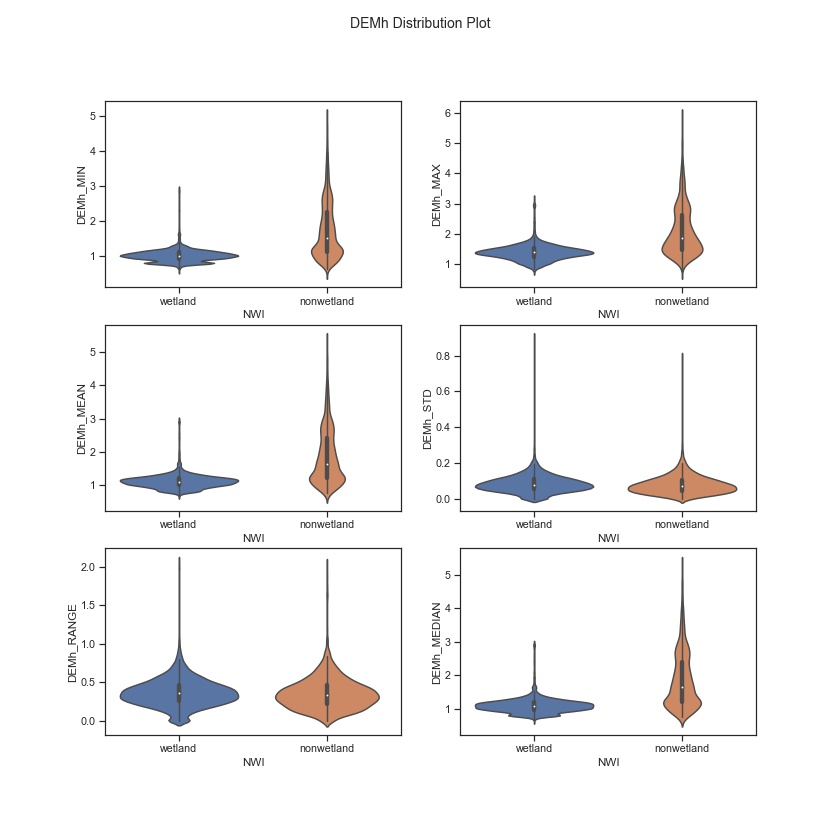 DEMh Distribution Plot
DEMh_MIN
5
4
3
2
1
wetland
nonwetland
NWI
DEMh_MAX
6
5
4
3
2
1
wetland
nonwetland
NWI
DEMh_MEAN
5
4
3
2
1
wetland
nonwetland
NWI
DEMh_STD
0.8
0.6
0.4
0.2
0.0
wetland
nonwetland
NWI
DEMh_RANGE
2.0
1.5
1.0
0.5
0.0
wetland
nonwetland
NWI
DEMh_MEDIAN
5
4
3
2
1
wetland
nonwetland
NWI